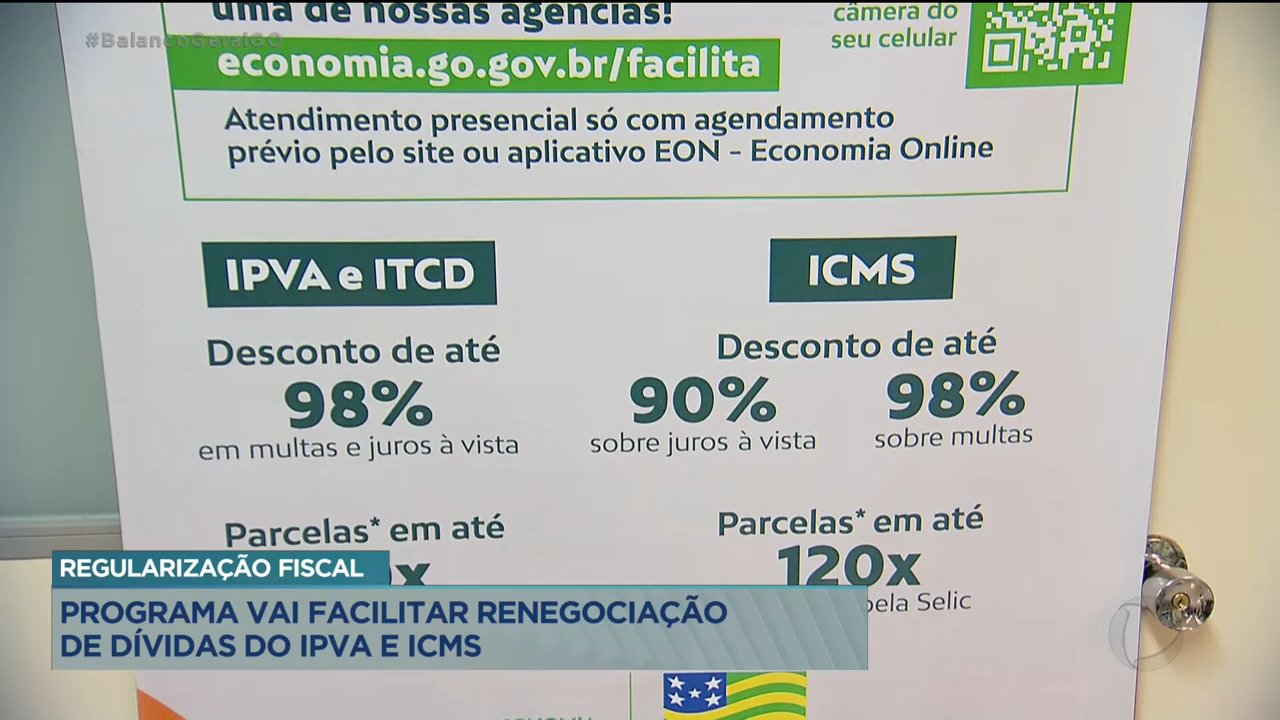 uma de nossas agências!
#BalançoGeralGO
economia.go.gov.br/facilita
câmera do
seu celular
Atendimento presencial só com agendamento
prévio pelo site ou aplicativo EON - Economia Online
IPVA e ITCD
Desconto de até
98%
em multas e juros à vista
Parcelas* em até
ICMS
Desconto de até
90%
sobre juros à vista
98%
sobre multas
Parcelas* em até
120x
pela Selic
REGULARIZAÇÃO FISCAL
PROGRAMA VAI FACILITAR RENEGOCIAÇÃO
DE DÍVIDAS DO IPVA E ICMS